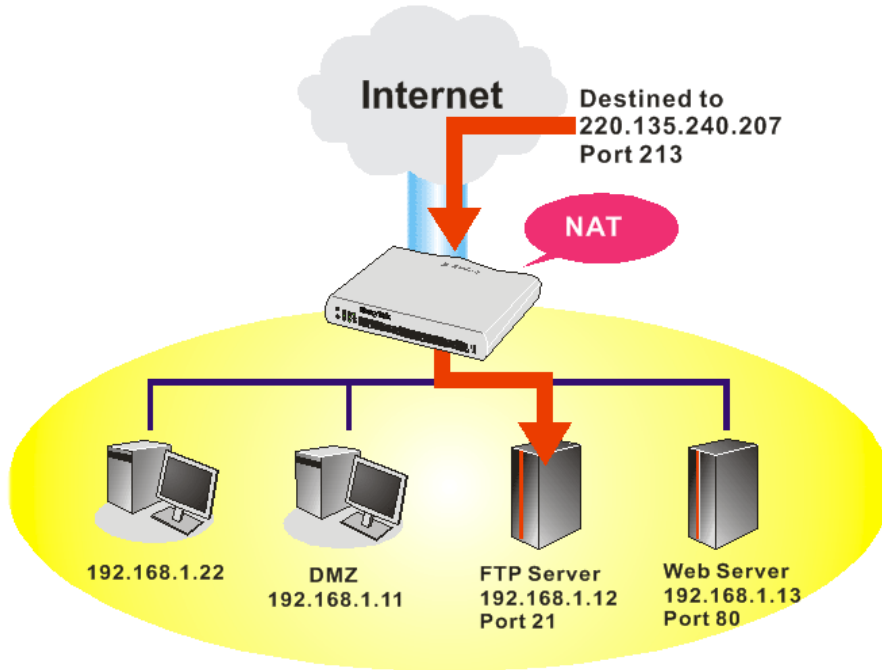 Internet
Destined to
220.135.240.207
Port 213
NAT
192.168.1.22
DMZ
192.168.1.11
FTP Server
192.168.1.12
Port 21
Web Server
192.168.1.13
Port 80